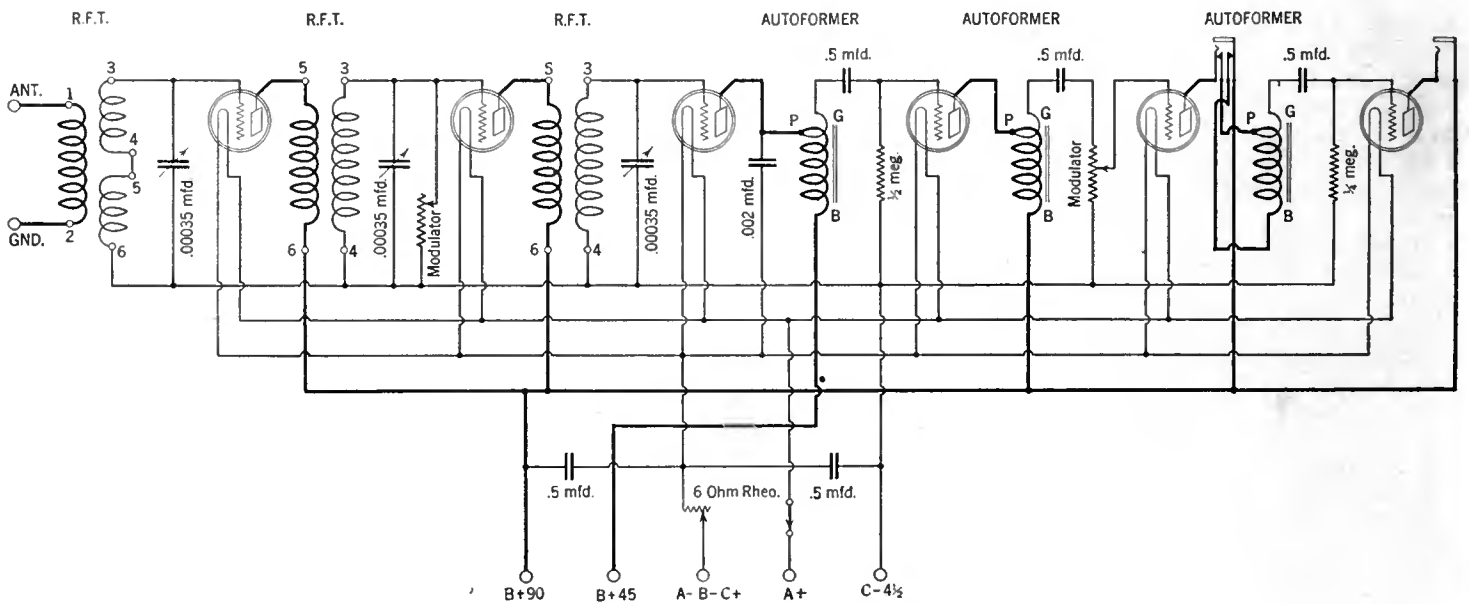 R.F.T.
R.F.T.
R.F.T.
AUTOFORMER
AUTOFORMER
AUTOFORMER
.5 mfd.
.5 mfd.
.5 mfd.
3
5
3
5
3
ANT.
1
4
5
GND.
2
6
.00035 mfd.
6
4
.00035 mfd.
Modulator
6
4
.00035 mfd.
.002 mfd.
P
G
B
½ meg.
P
G
B
Modulator
P
G
B
¼ meg.
.5 mfd.
6 Ohm Rheo.
.5 mfd.
B+90
B+45
A-B-C+
A+
C-4½